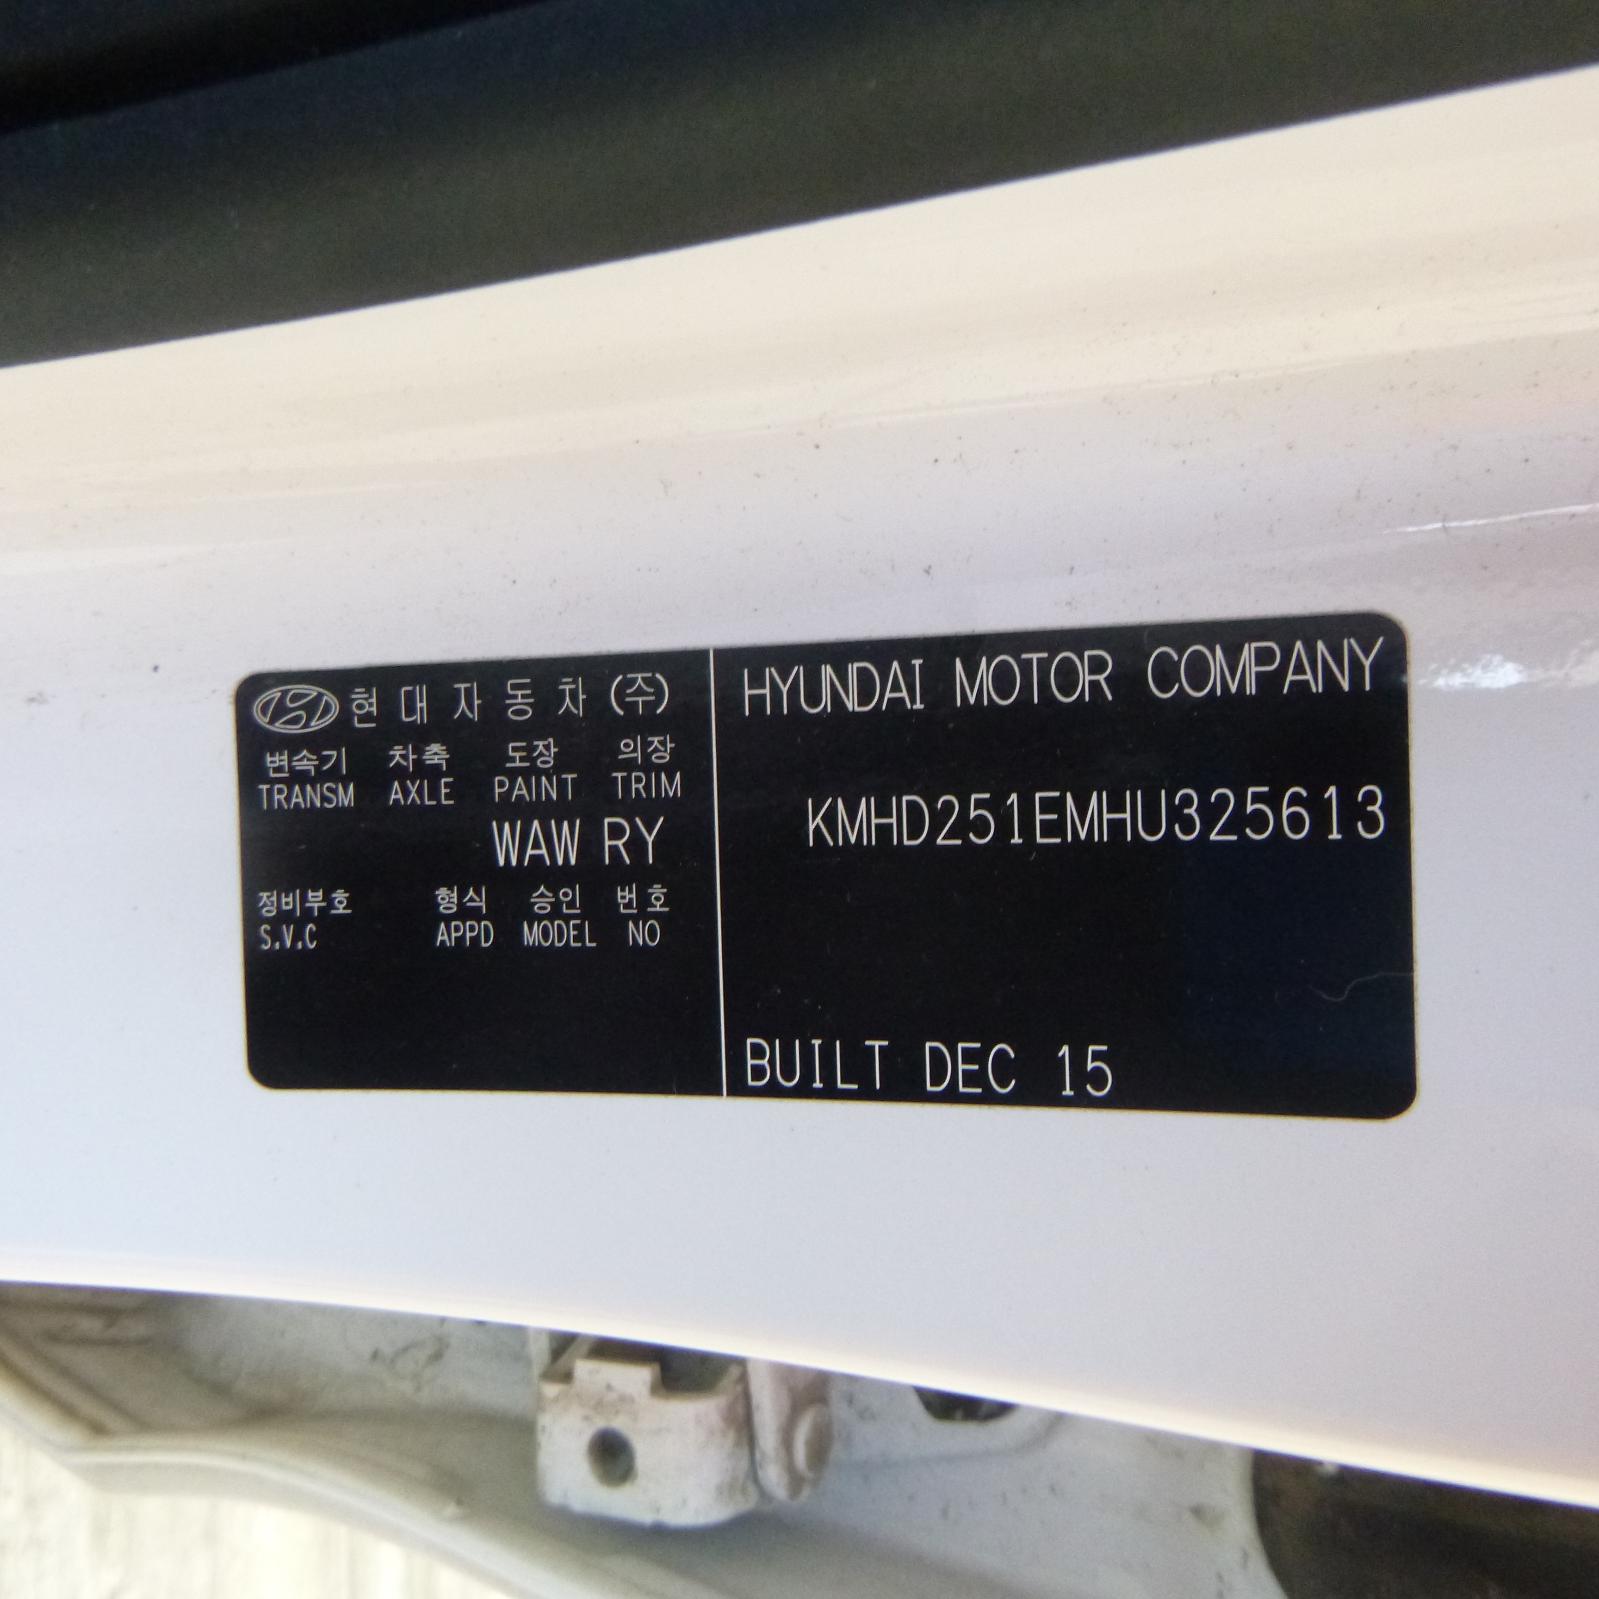 현대자동차(주)
변속기 차축 도장 의장
TRANSM AXLE PAINT TRIM
WAW RY
정비부호 형식 승인 번호
S.V.C APPD MODEL NO
HYUNDAI MOTOR COMPANY
KMHD251EMHU325613
BUILT DEC 15